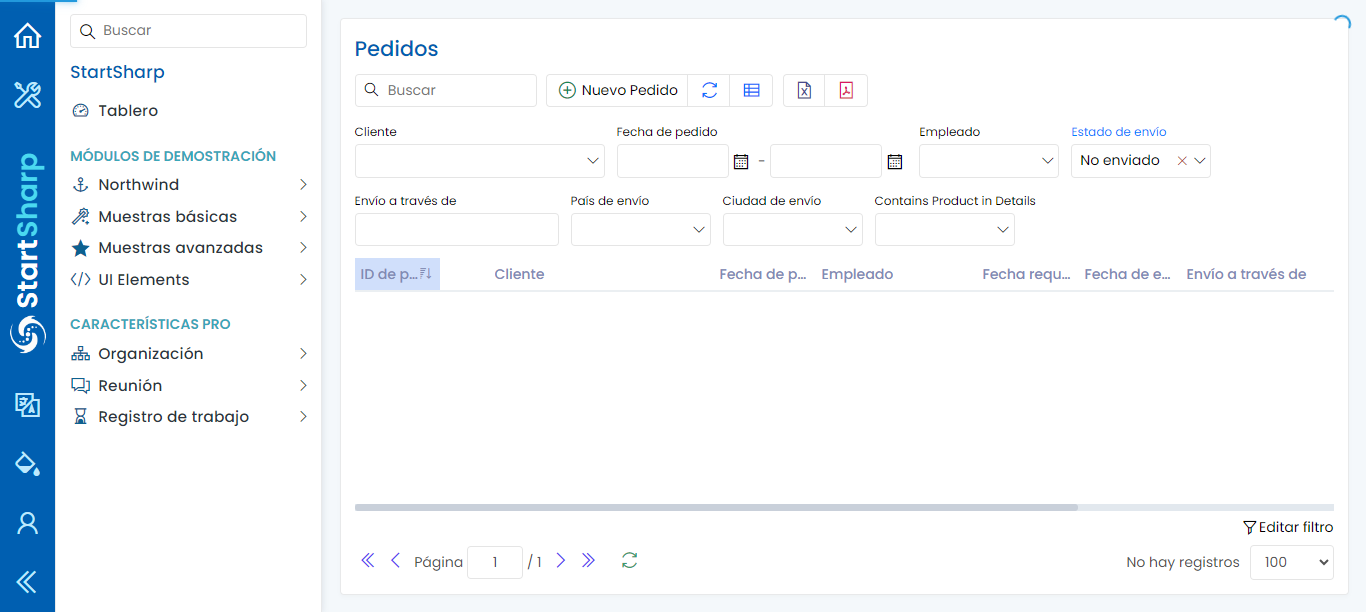 StartSharp
Buscar
StartSharp
Tablero
MÓDULOS DE DEMOSTRACIÓN
Northwind
Muestras básicas
Muestras avanzadas
UI Elements
CARACTERÍSTICAS PRO
Organización
Reunión
Registro de trabajo
Pedidos
Buscar Nuevo Pedido
Cliente Fecha de pedido Empleado Estado de envío
- No enviado
Envío a través de País de envío Ciudad de envío Contains Product in Details
ID de p... Cliente Fecha de p... Empleado Fecha requ... Fecha de e... Envío a través de
Editar filtro
Página 1 / 1 No hay registros 100